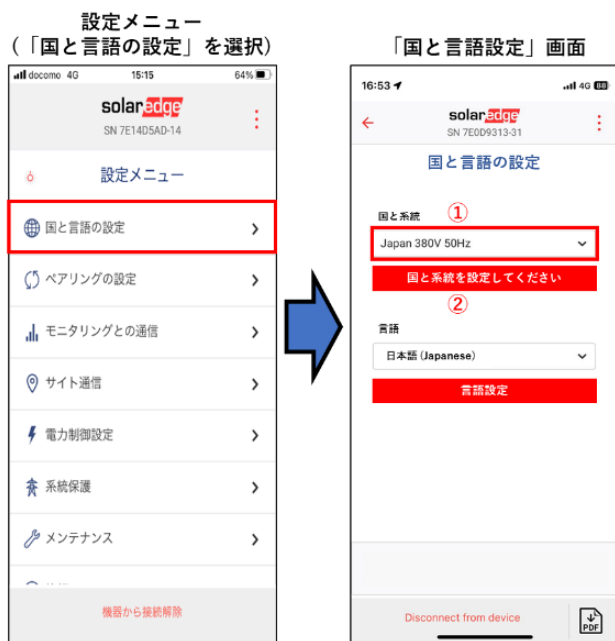 設定メニュー
（「国と言語の設定」を選択）
docomo 4G 15:15 64%
solaredge
SN 7E14D5AD-14
設定メニュー
国と言語の設定
ペアリングの設定
モニタリングとの通信
サイト通信
電力制御設定
系統保護
メンテナンス
機器から接続解除
「国と言語設定」画面
16:53 4G
solaredge
SN 7E0D9313-31
国と言語の設定
国と系統 ①
Japan 380V 50Hz
国と系統を設定してください
②
言語
日本語 (Japanese)
言語設定
Disconnect from device
PDF